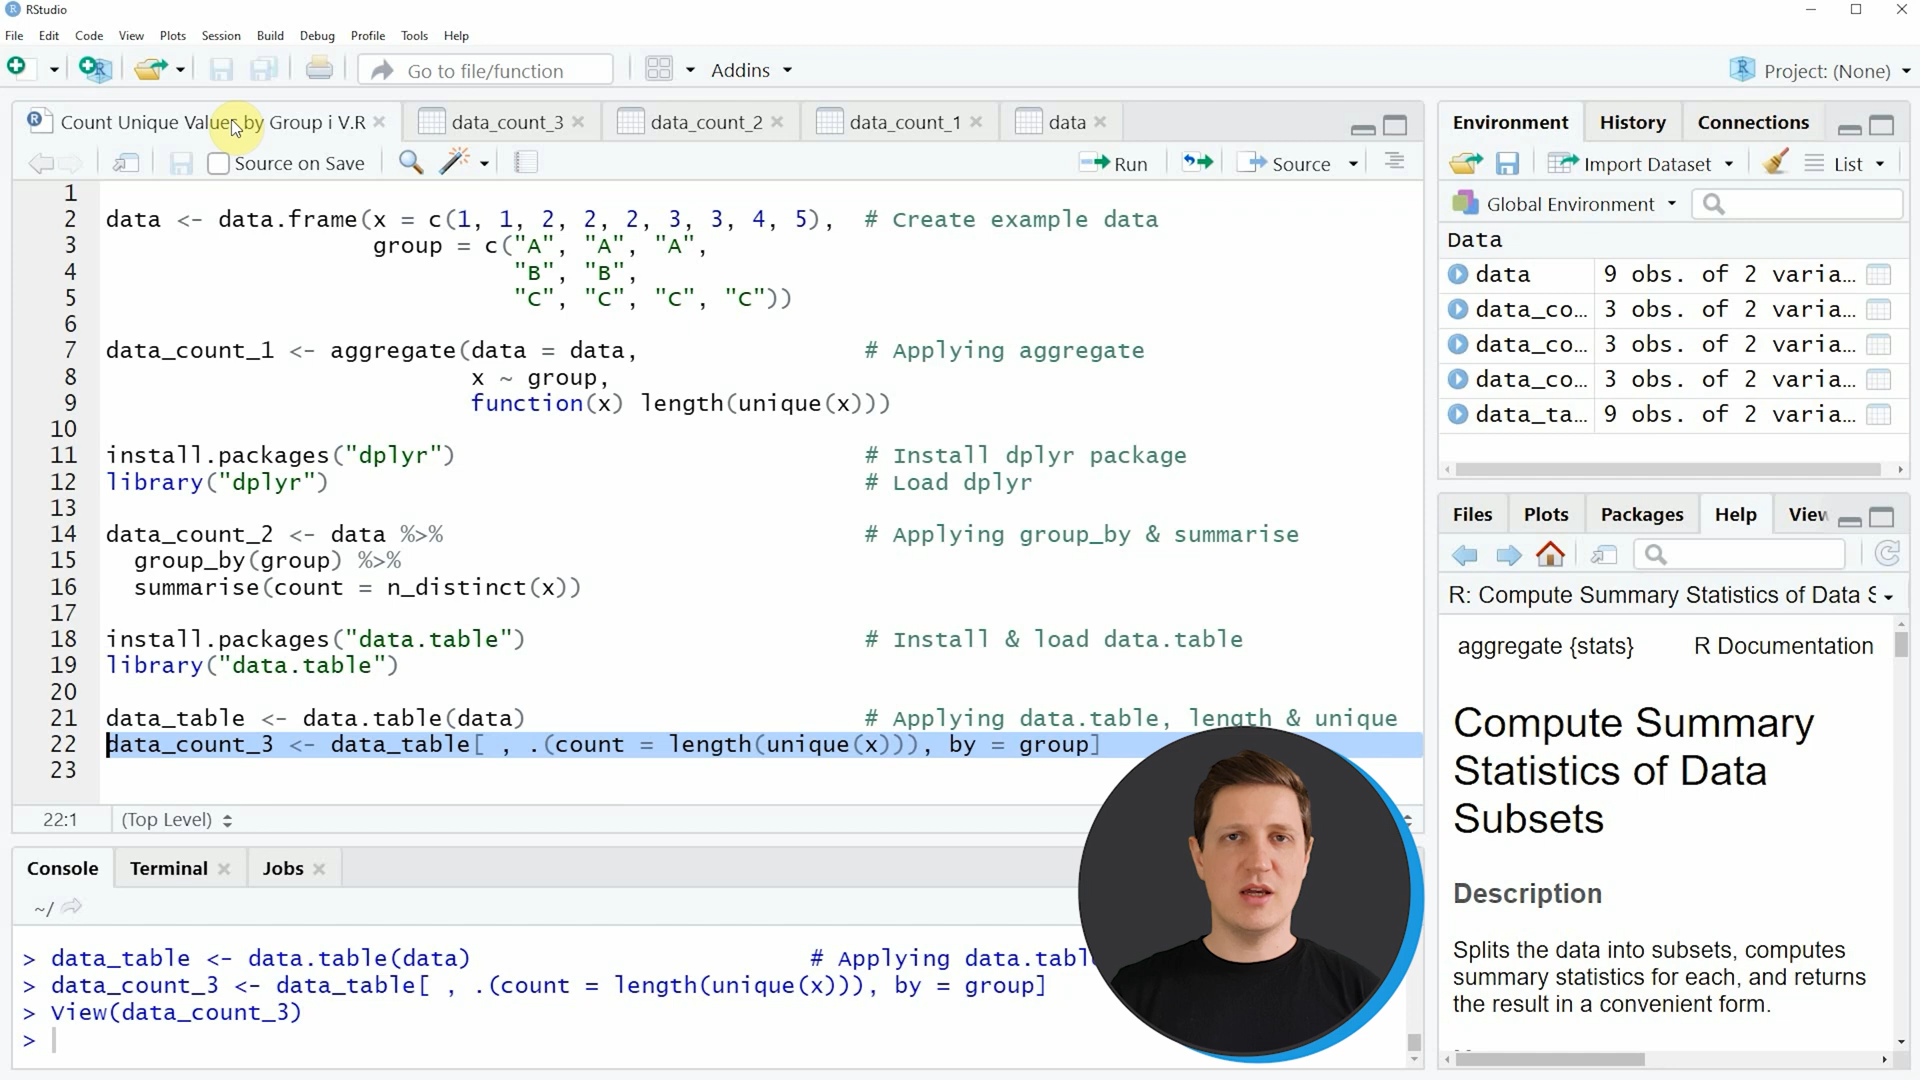 RStudio
File Edit Code View Plots Session Build Debug Profile Tools Help
Go to file/function Addins Project: (None)
Count Unique Values by Group i V.R data_count_3 data_count_2 data_count_1 data
Source on Save Run Source
1
2 data <- data.frame(x = c(1, 1, 2, 2, 2, 3, 3, 4, 5), # Create example data
3 group = c("A", "A", "A",
4 "B", "B",
5 "C", "C", "C", "C"))
6
7 data_count_1 <- aggregate(data = data, # Applying aggregate
8 x ~ group,
9 function(x) length(unique(x)))
10
11 install.packages("dplyr") # Install dplyr package
12 library("dplyr") # Load dplyr
13
14 data_count_2 <- data %>% # Applying group_by & summarise
15 group_by(group) %>%
16 summarise(count = n_distinct(x))
17
18 install.packages("data.table") # Install & load data.table
19 library("data.table")
20
21 data_table <- data.table(data) # Applying data.table, length & unique
22 data_count_3 <- data_table[ , .(count = length(unique(x))), by = group]
23
22:1 (Top Level)
Console Terminal Jobs
~/
> data_table <- data.table(data) # Applying data.tabl
> data_count_3 <- data_table[ , .(count = length(unique(x))), by = group]
> View(data_count_3)
>
Environment History Connections
Import Dataset List
Global Environment
Data
data 9 obs. of 2 varia…
data_co… 3 obs. of 2 varia…
data_co… 3 obs. of 2 varia…
data_co… 3 obs. of 2 varia…
data_ta… 9 obs. of 2 varia…
Files Plots Packages Help View
R: Compute Summary Statistics of Data S
aggregate {stats} R Documentation
Compute Summary
Statistics of Data
Subsets
Description
Splits the data into subsets, computes
summary statistics for each, and returns
the result in a convenient form.